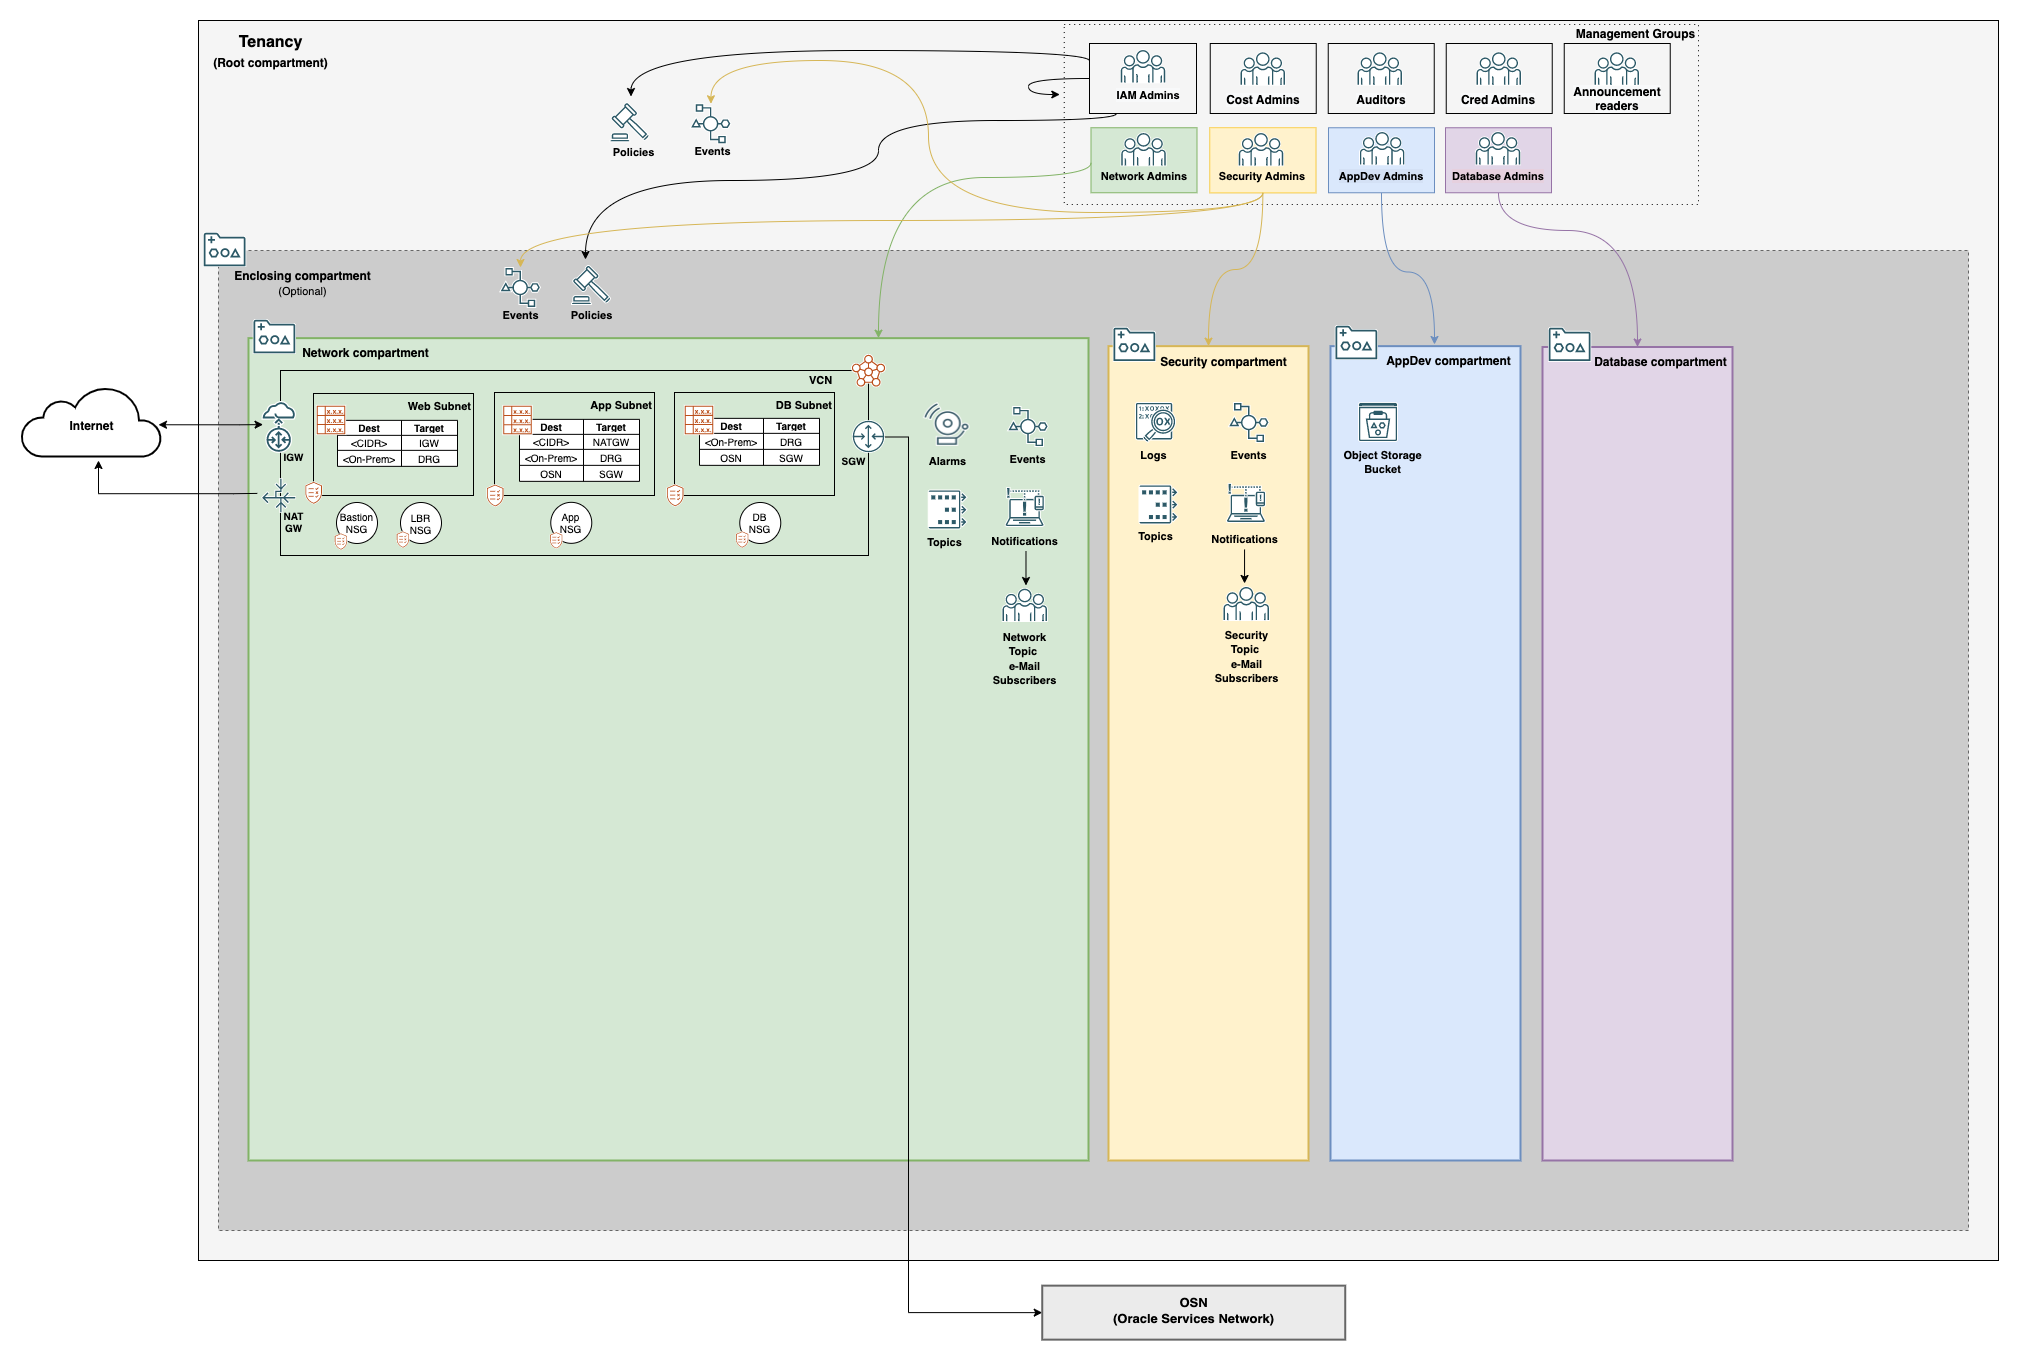 Tenancy
(Root compartment)
Management Groups
IAM Admins
Cost Admins
Auditors
Cred Admins
Announcement
readers
Policies
Events
Network Admins
Security Admins
AppDev Admins
Database Admins
Enclosing compartment
(Optional)
Events
Policies
Network compartment
VCN
Internet
IGW
NAT
GW
Web Subnet
x.x.x.
x.x.x.
Dest Target
<CIDR> IGW
<On-Prem> DRG
App Subnet
x.x.x.
x.x.x.
Dest Target
<CIDR> NATGW
<On-Prem> DRG
OSN SGW
DB Subnet
x.x.x.
x.x.x.
Dest Target
<On-Prem> DRG
OSN SGW
SGW
Bastion
NSG
LBR
NSG
App
NSG
DB
NSG
Alarms
Events
Topics
Notifications
Network
Topic
e-Mail
Subscribers
Security compartment
OX
Logs
Events
Topics
Notifications
Security
Topic
e-Mail
Subscribers
AppDev compartment
Object Storage
Bucket
Database compartment
OSN
(Oracle Services Network)